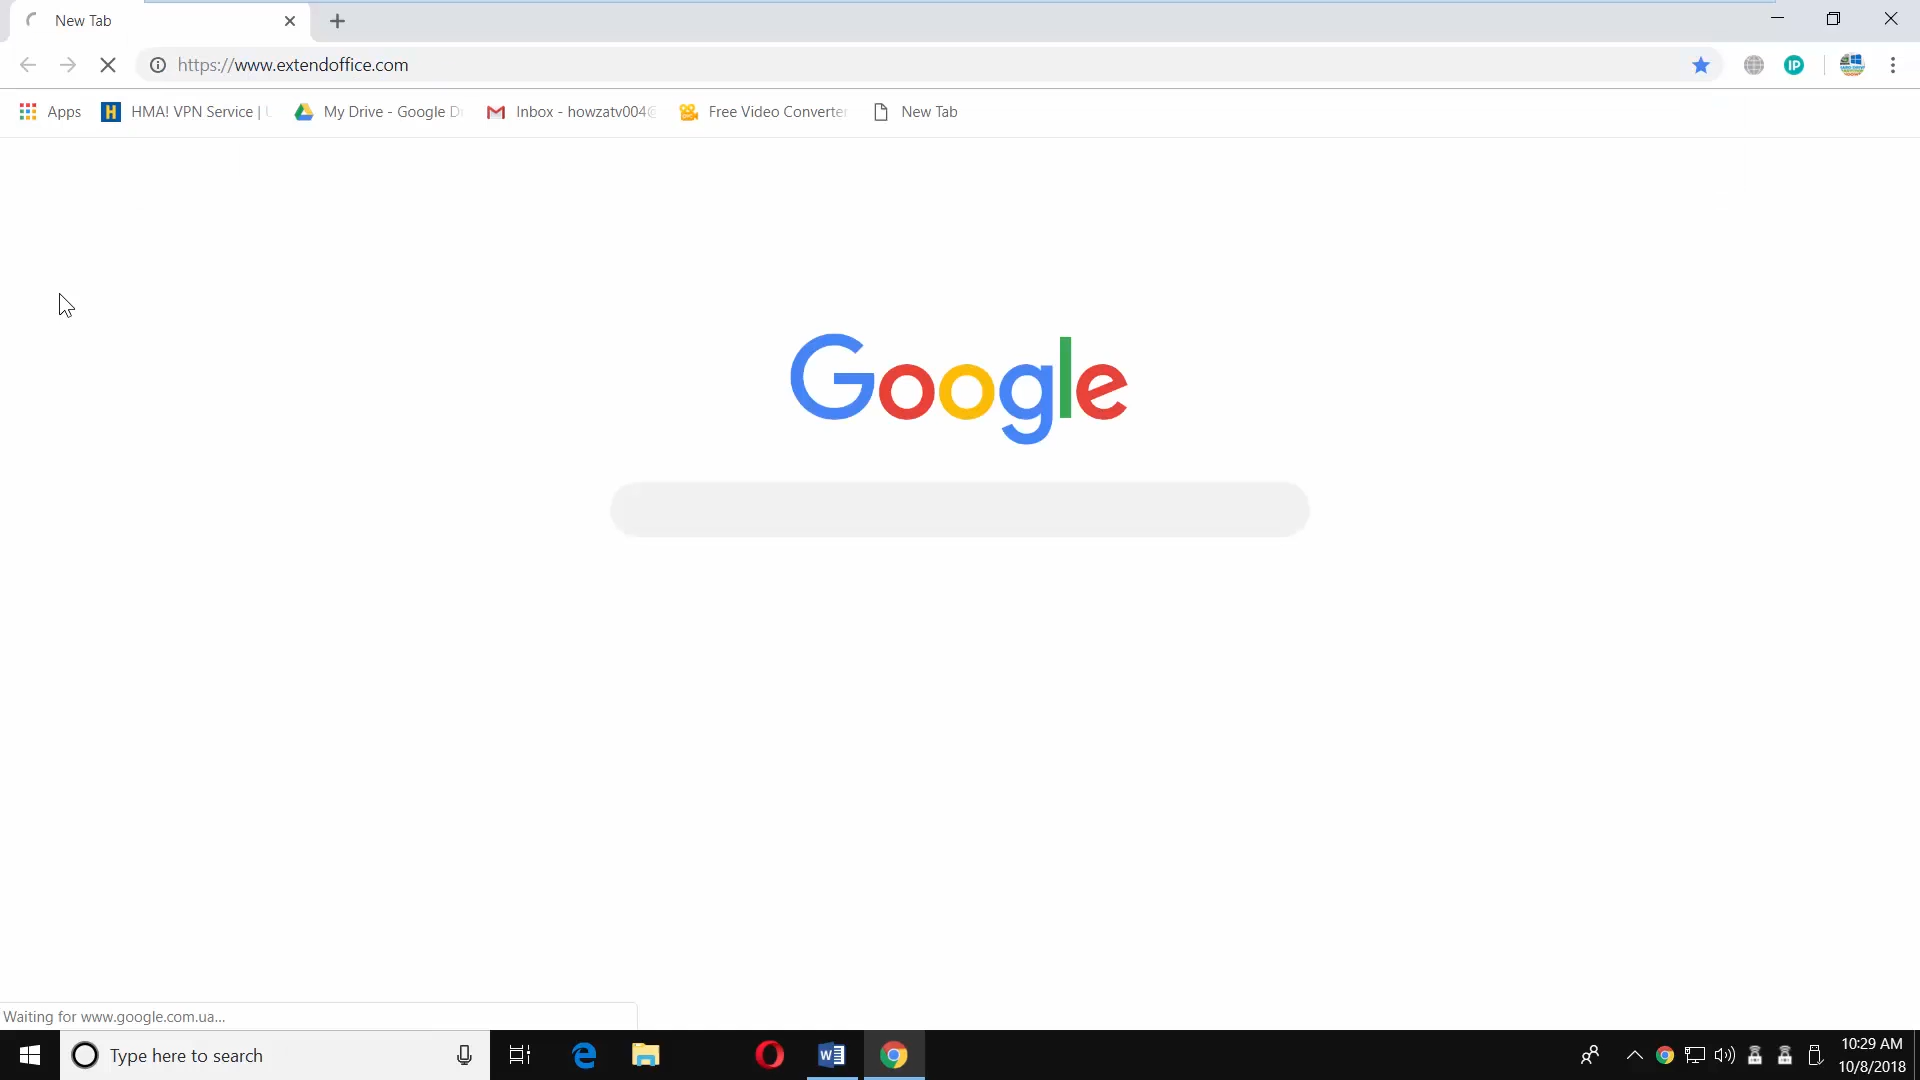 New Tab
https://www.extendoffice.com
IP
Apps
H
HMA! VPN Service |
My Drive - Google D
Inbox - howzatv004@
Free Video Converter
New Tab
Google
Waiting for www.google.com.ua...
Type here to search
10:29 AM
10/8/2018